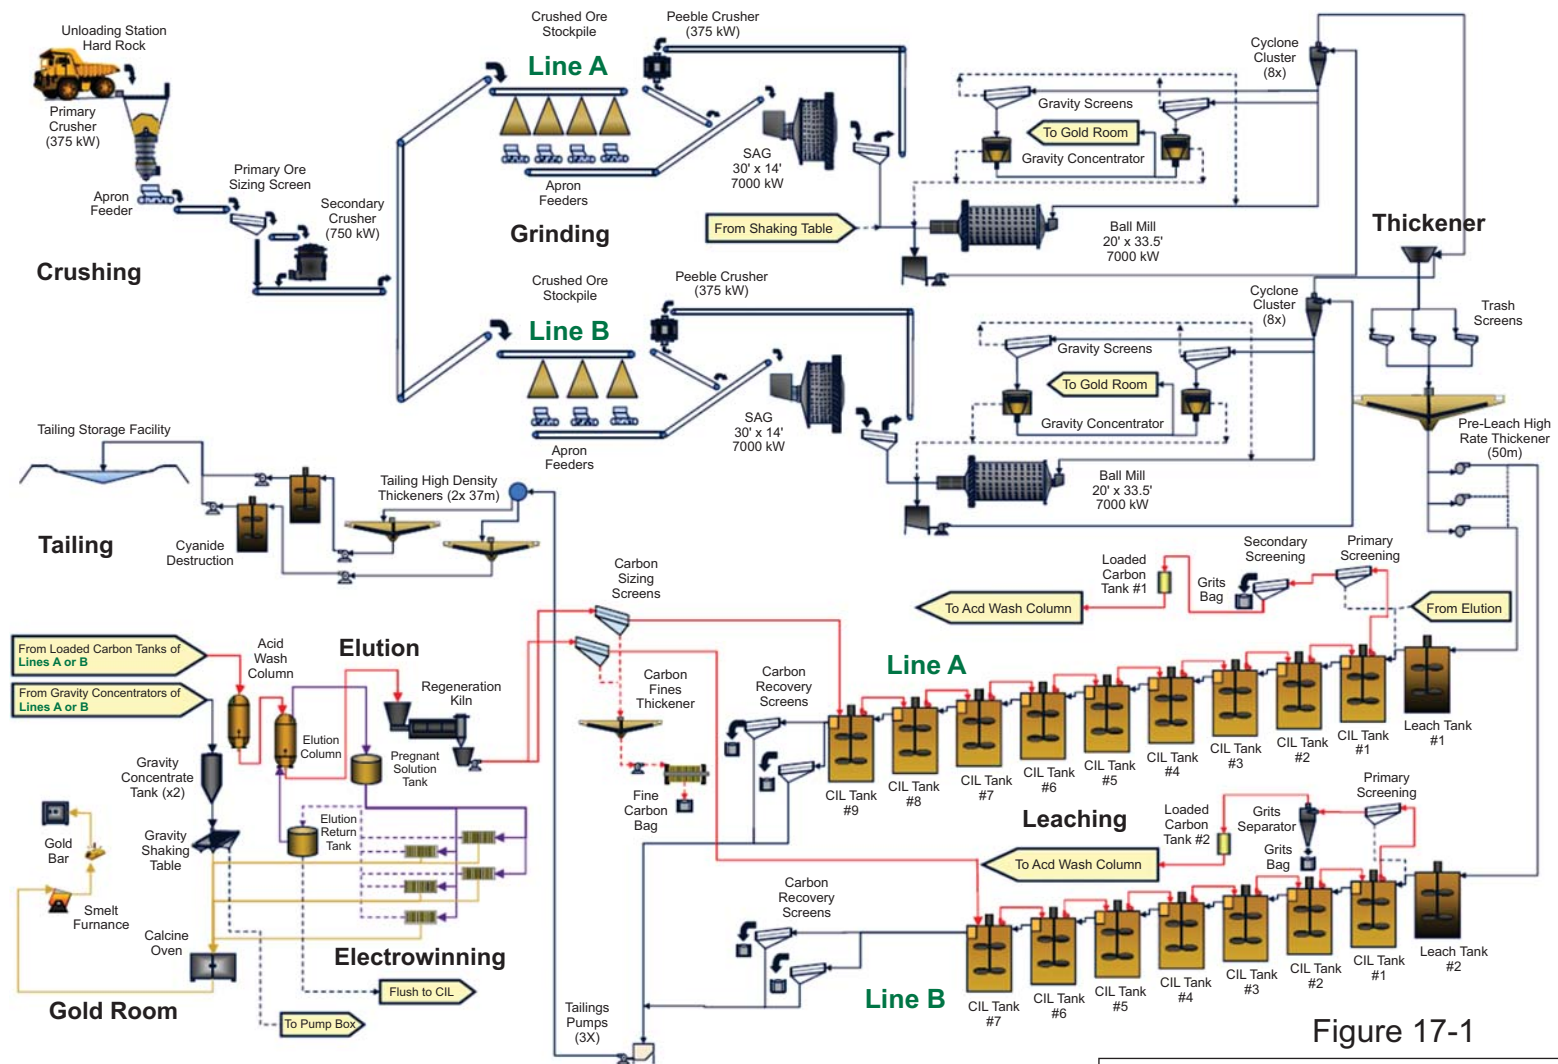 Unloading Station
Hard Rock
Primary
Crusher
(375 kW)
Apron
Feeder
Primary Ore
Sizing Screen
Secondary
Crusher
(750 kW)
Crushing
Crushed Ore
Stockpile
Line A
Peeble Crusher
(375 kW)
Apron
Feeders
SAG
30' x 14'
7000 kW
Grinding
From Shaking Table
Gravity Screens
To Gold Room
Gravity Concentrator
Ball Mill
20' x 33.5'
7000 kW
Cyclone
Cluster
(8x)
Crushed Ore
Stockpile
Line B
Peeble Crusher
(375 kW)
Apron
Feeders
SAG
30' x 14'
7000 kW
Gravity Screens
To Gold Room
Gravity Concentrator
Ball Mill
20' x 33.5'
7000 kW
Cyclone
Cluster
(8x)
Thickener
Trash
Screens
Pre-Leach High
Rate Thickener
(50m)
Tailing Storage Facility
Tailing High Density
Thickeners (2x 37m)
Cyanide
Destruction
Tailing
From Loaded Carbon Tanks of
Lines A or B
From Gravity Concentrators of
Lines A or B
Acid
Wash
Column
Elution
Elution
Column
Regeneration
Kiln
Pregnant
Solution
Tank
Gravity
Concentrate
Tank (x2)
Gold
Bar
Gravity
Shaking
Table
Elution
Return
Tank
Smelt
Furnance
Calcine
Oven
Electrowinning
Gold Room
Flush to CIL
To Pump Box
Carbon
Sizing
Screens
Carbon
Fines
Thickener
Fine
Carbon
Bag
Tailings
Pumps
(3X)
Carbon
Recovery
Screens
To Acd Wash Column
Loaded
Carbon
Tank #1
Grits
Bag
Secondary
Screening
Primary
Screening
From Elution
Line A
CIL Tank
#9
CIL Tank
#8
CIL Tank
#7
CIL Tank
#6
CIL Tank
#5
CIL Tank
#4
CIL Tank
#3
CIL Tank
#2
CIL Tank
#1
Leach Tank
#1
Leaching
To Acd Wash Column
Loaded
Carbon
Tank #2
Grits
Separator
Grits
Bag
Primary
Screening
Carbon
Recovery
Screens
Line B
CIL Tank
#7
CIL Tank
#6
CIL Tank
#5
CIL Tank
#4
CIL Tank
#3
CIL Tank
#2
CIL Tank
#1
Leach Tank
#2
Figure 17-1